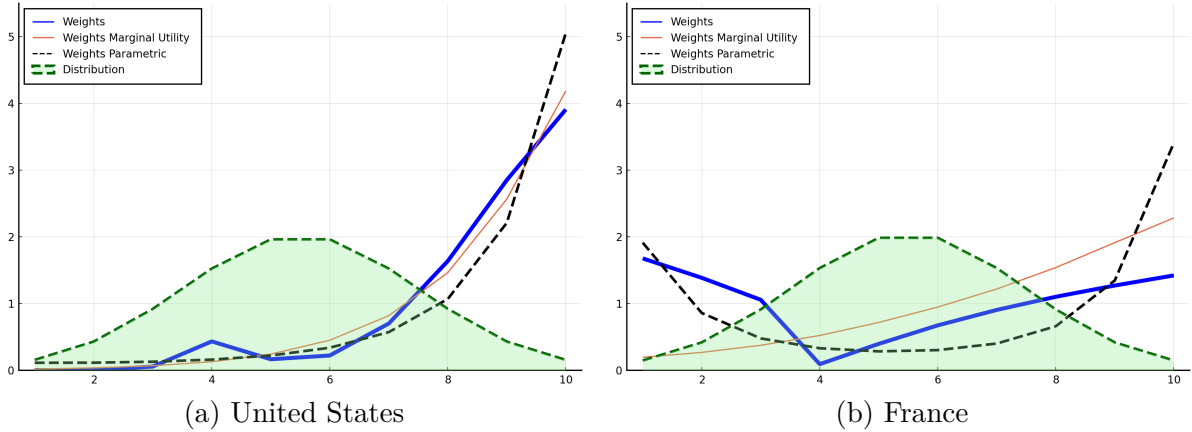 Weights
Weights Marginal Utility
Weights Parametric
Distribution
5
4
3
2
1
0
2 4 6 8 10
(a) United States
Weights
Weights Marginal Utility
Weights Parametric
Distribution
5
4
3
2
1
0
2 4 6 8 10
(b) France